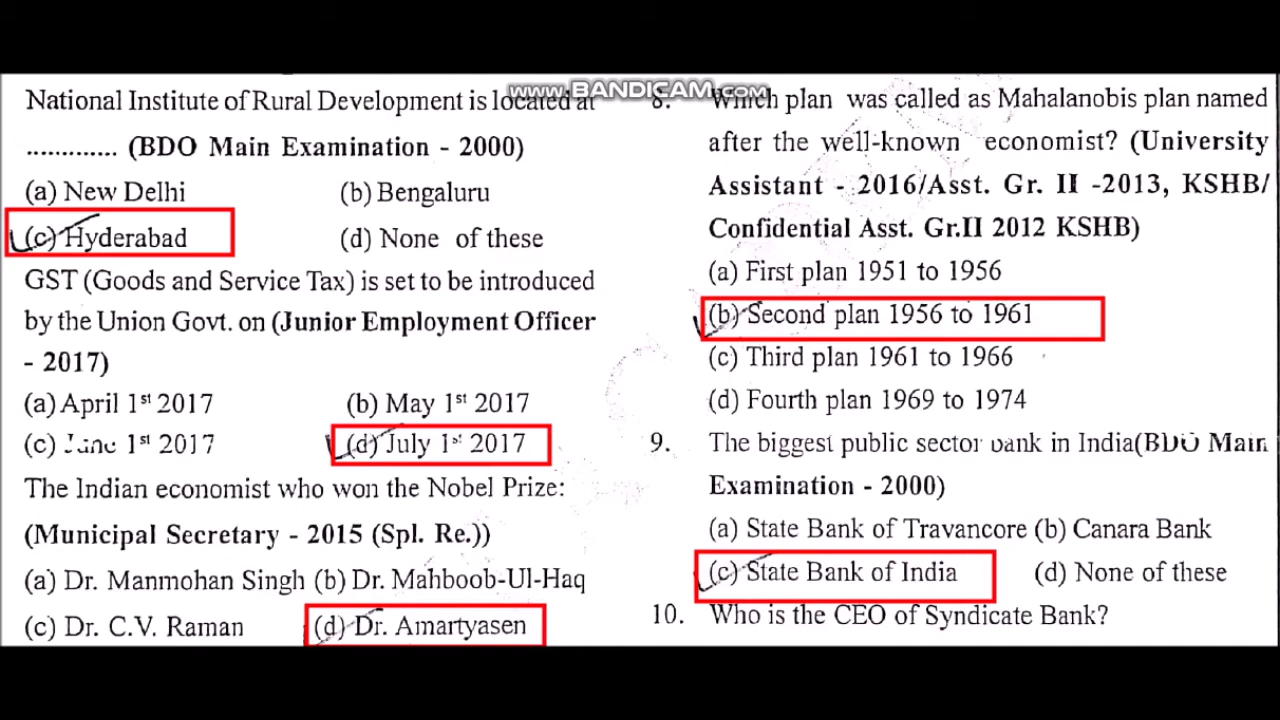 www.BANDICAM.com
National Institute of Rural Development is located at
............. (BDO Main Examination - 2000)
(a) New Delhi (b) Bengaluru
(c) Hyderabad (d) None of these
GST (Goods and Service Tax) is set to be introduced
by the Union Govt. on (Junior Employment Officer
- 2017)
(a) April 1st 2017 (b) May 1st 2017
(c) June 1st 2017 (d) July 1st 2017
The Indian economist who won the Nobel Prize:
(Municipal Secretary - 2015 (Spl. Re.))
(a) Dr. Manmohan Singh (b) Dr. Mahboob-Ul-Haq
(c) Dr. C.V. Raman (d) Dr. Amartyasen
8. Which plan was called as Mahalanobis plan named
after the well-known economist? (University
Assistant - 2016/Asst. Gr. II -2013, KSHB/
Confidential Asst. Gr.II 2012 KSHB)
(a) First plan 1951 to 1956
(b) Second plan 1956 to 1961
(c) Third plan 1961 to 1966
(d) Fourth plan 1969 to 1974
9. The biggest public sector bank in India(BDO Main
Examination - 2000)
(a) State Bank of Travancore (b) Canara Bank
(c) State Bank of India (d) None of these
10. Who is the CEO of Syndicate Bank?